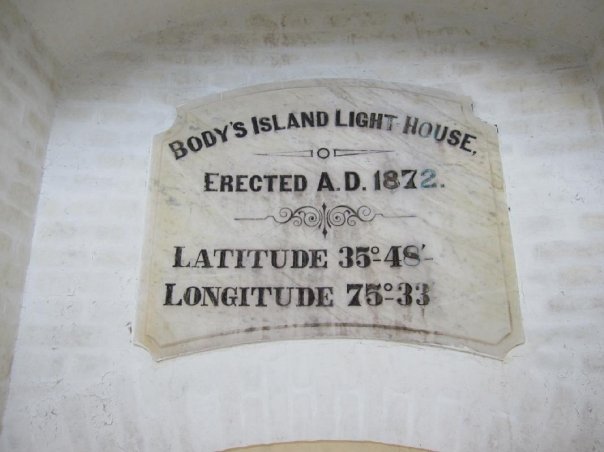 BODY'S ISLAND LIGHT HOUSE,
ERECTED A.D. 1872.
LATITUDE 35°-48'
LONGITUDE 75°-33'